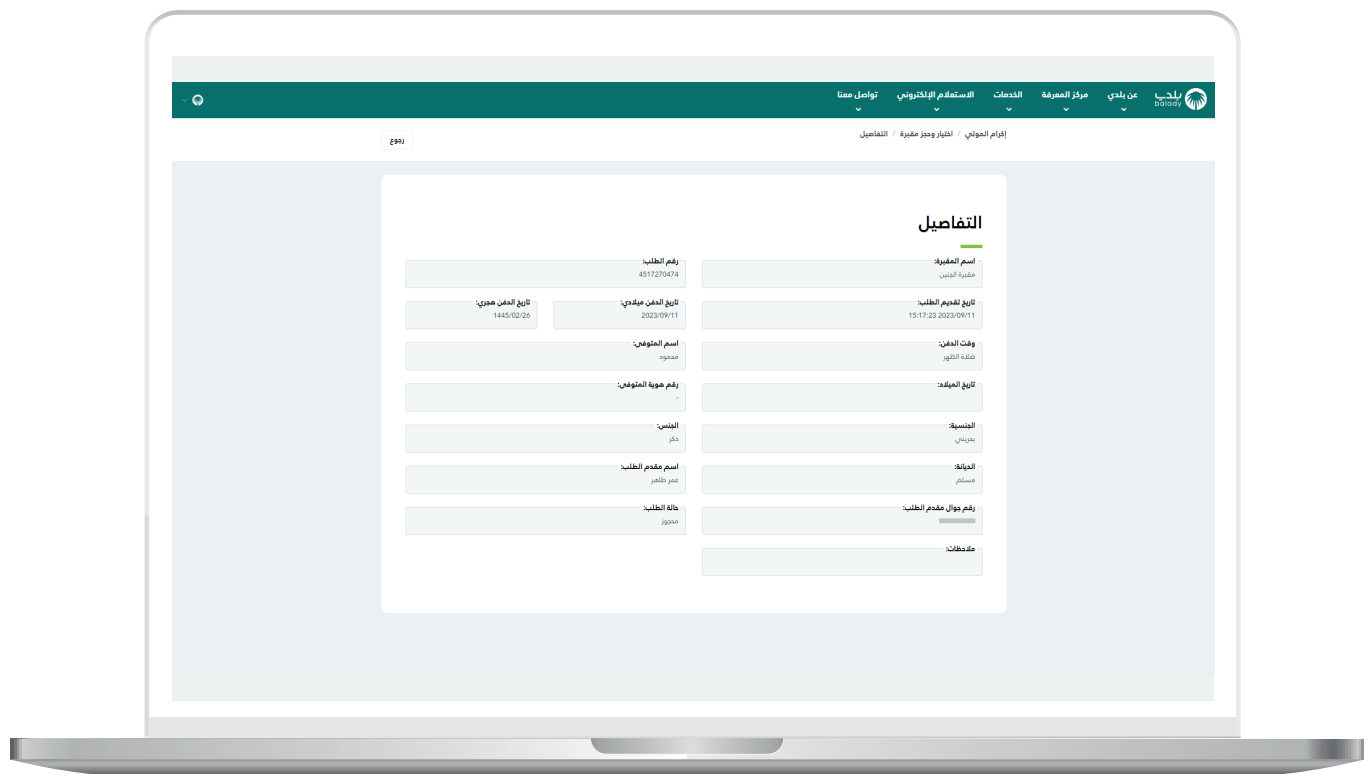 بلدي
balady
عن بلدي
مركز المعرفة
الخدمات
الاستعلام الإلكتروني
تواصل معنا
إكرام الموتي / اختيار وحجز مقبرة / التفاصيل
رجوع
التفاصيل
اسم المقبرة:
مقبرة الجنين
رقم الطلب:
4517270474
تاريخ تقديم الطلب:
15:17:23 2023/09/11
تاريخ الدفن ميلادي:
2023/09/11
تاريخ الدفن هجري:
1445/02/26
وقت الدفن:
صلاة الظهر
اسم المتوفى:
محمود
تاريخ الميلاد:
رقم هوية المتوفى:
-
الجنسية:
بحريني
الجنس:
ذكر
الديانة:
مسلم
اسم مقدم الطلب:
عمر طاهر
رقم جوال مقدم الطلب:
حالة الطلب:
محجوز
ملاحظات: